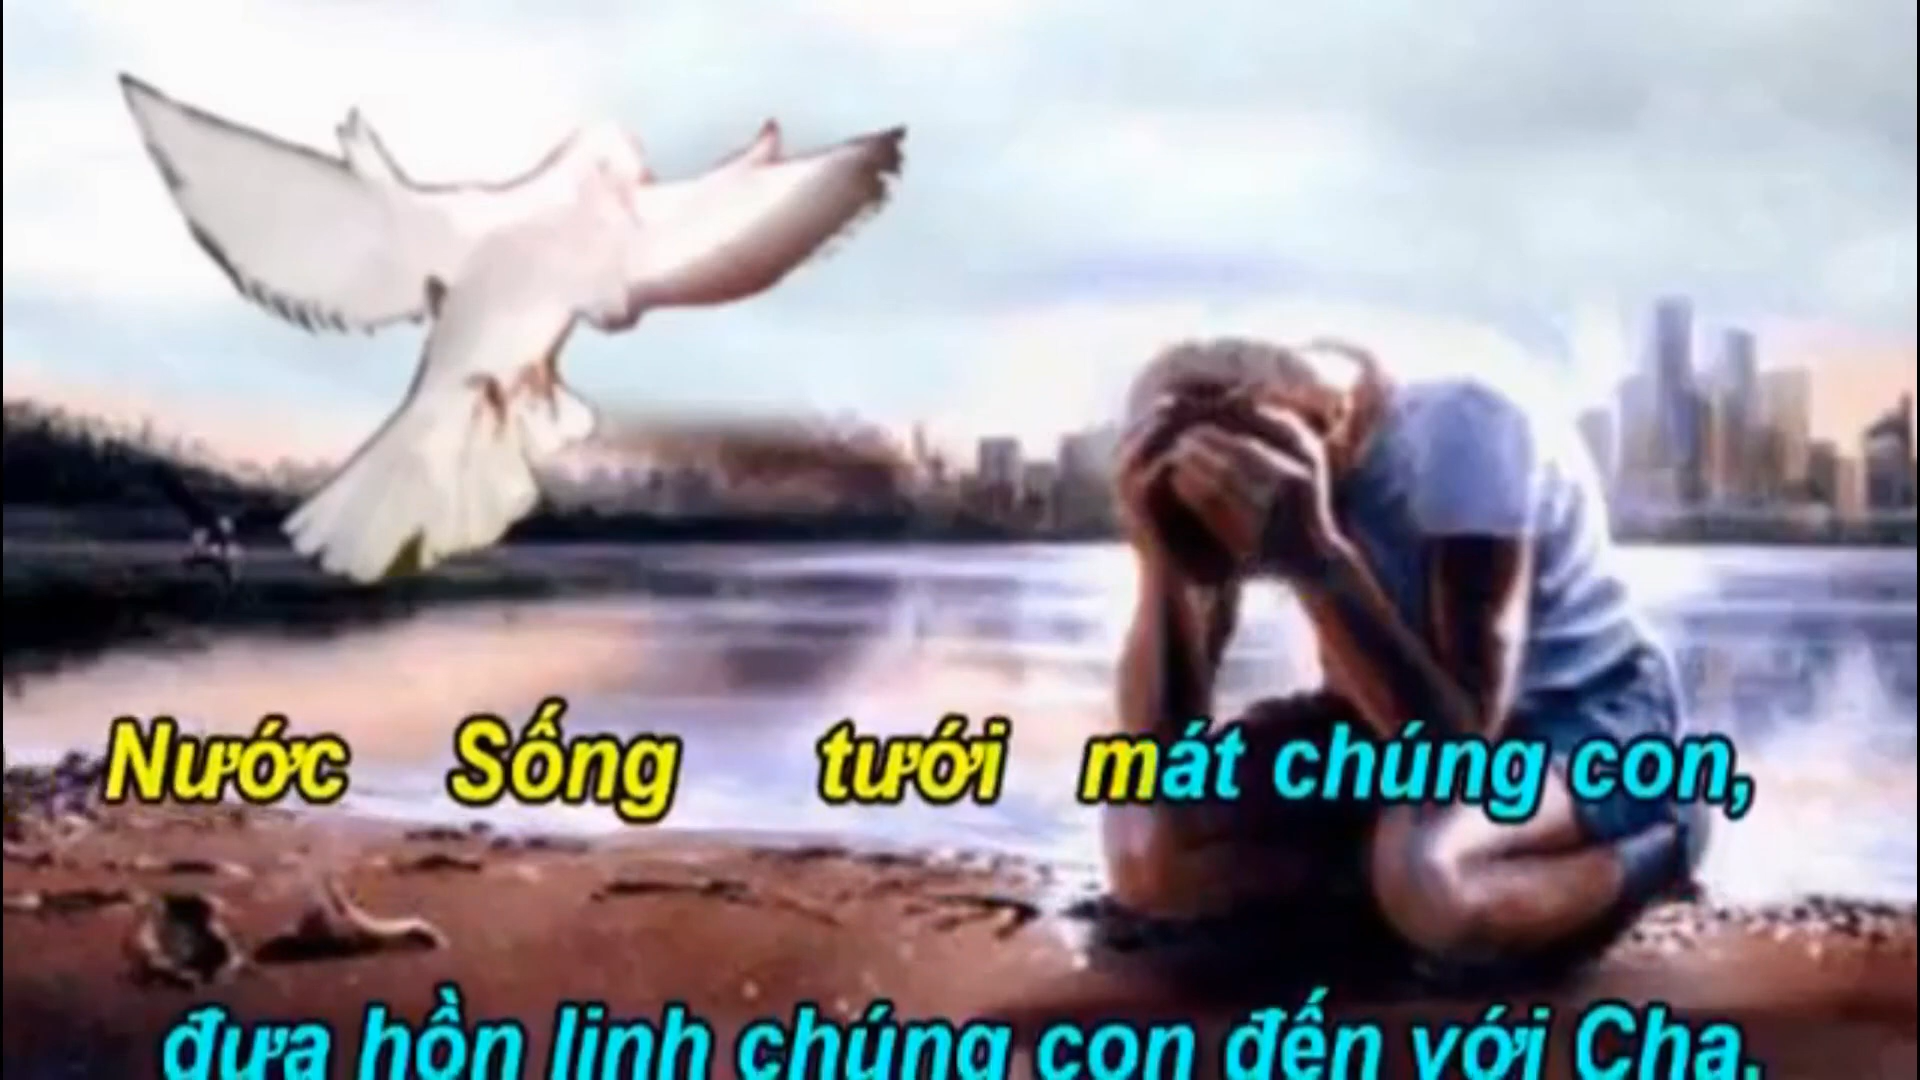 Nước Sống tưới mát chúng con,
đưa hồn linh chúng con đến với Cha.